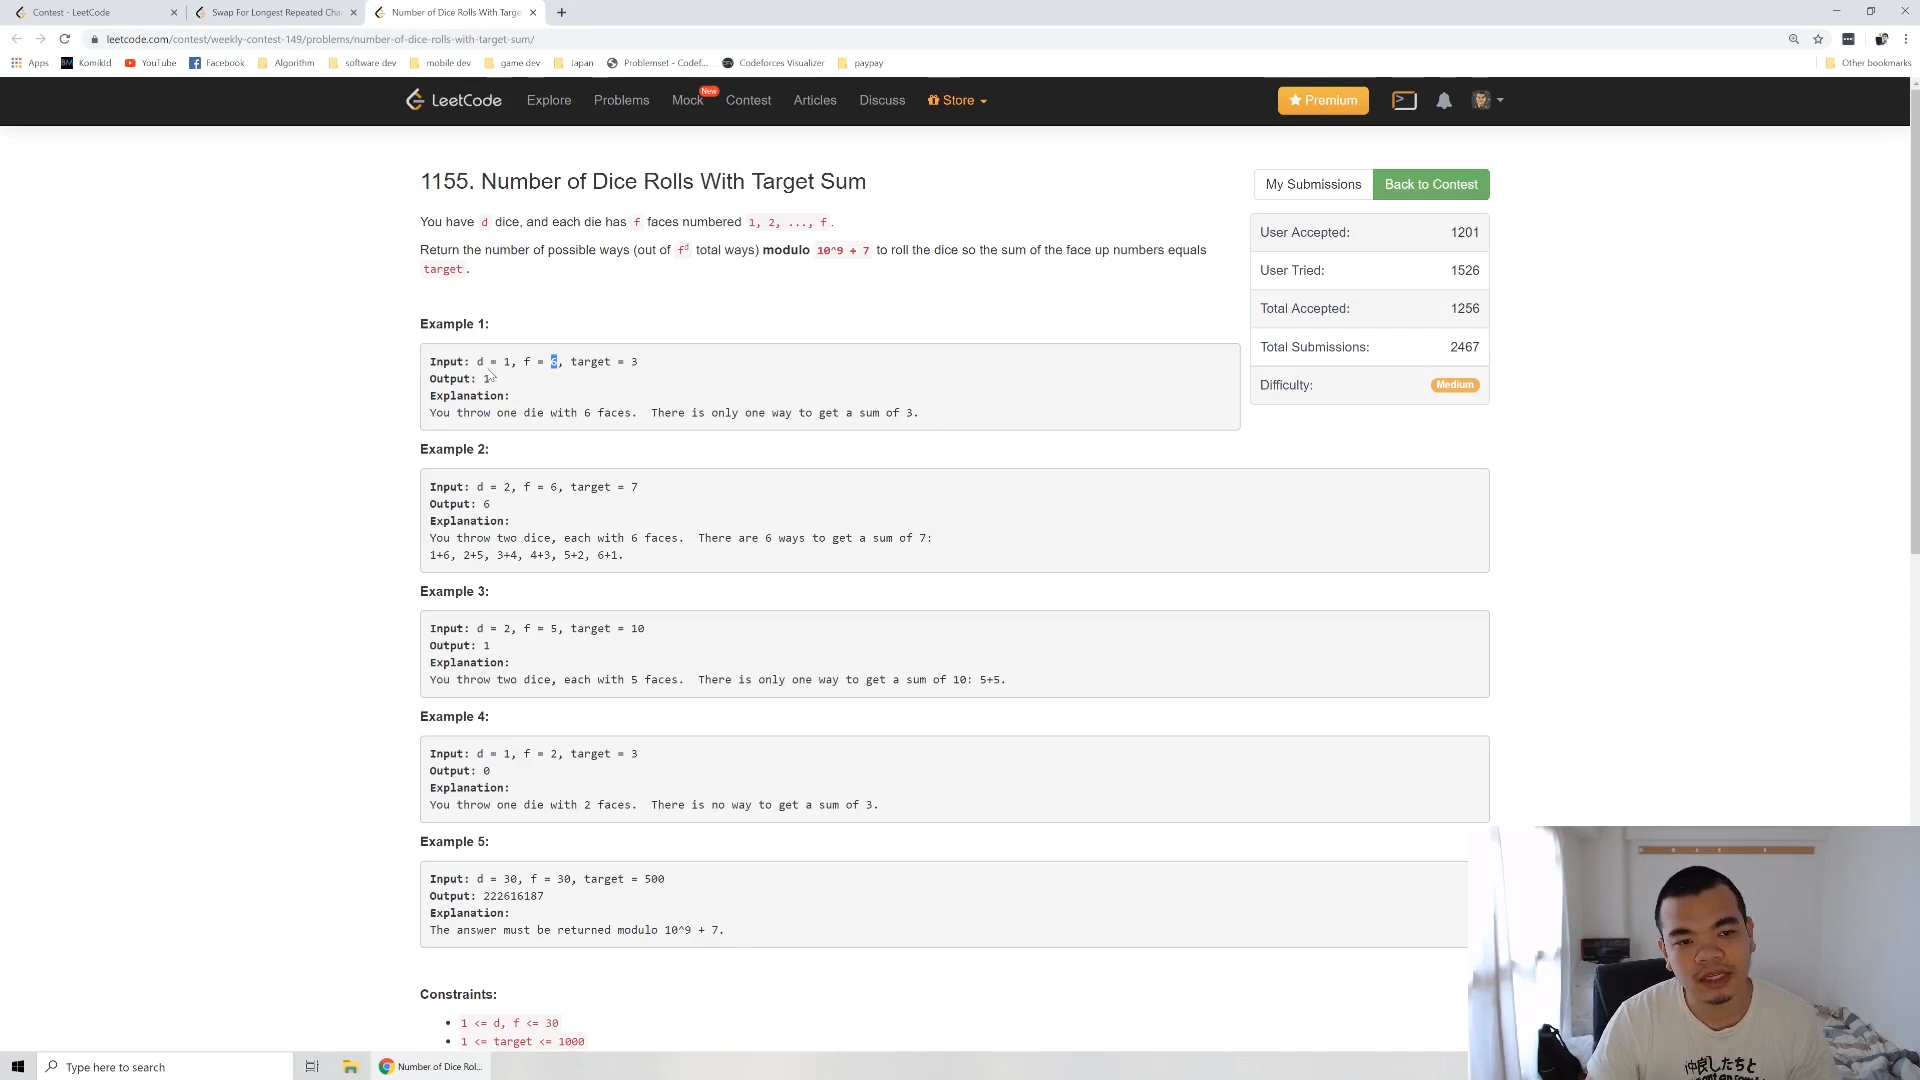 Contest - LeetCode
Swap For Longest Repeated Cha
Number of Dice Rolls With Targe
leetcode.com/contest/weekly-contest-149/problems/number-of-dice-rolls-with-target-sum/
Apps
Komikld
YouTube
Facebook
Algorithm
software dev
mobile dev
game dev
Japan
Problemset - Codef...
Codeforces Visualizer
paypay
Other bookmarks
LeetCode
Explore
Problems
Mock
New
Contest
Articles
Discuss
Store
Premium
1155. Number of Dice Rolls With Target Sum
My Submissions
Back to Contest
You have d dice, and each die has f faces numbered 1, 2, ..., f.
Return the number of possible ways (out of f^d total ways) modulo 10^9 + 7 to roll the dice so the sum of the face up numbers equals
target.
User Accepted: 1201
User Tried: 1526
Total Accepted: 1256
Total Submissions: 2467
Difficulty: Medium
Example 1:
Input: d = 1, f = 6, target = 3
Output: 1
Explanation:
You throw one die with 6 faces.  There is only one way to get a sum of 3.
Example 2:
Input: d = 2, f = 6, target = 7
Output: 6
Explanation:
You throw two dice, each with 6 faces.  There are 6 ways to get a sum of 7:
1+6, 2+5, 3+4, 4+3, 5+2, 6+1.
Example 3:
Input: d = 2, f = 5, target = 10
Output: 1
Explanation:
You throw two dice, each with 5 faces.  There is only one way to get a sum of 10: 5+5.
Example 4:
Input: d = 1, f = 2, target = 3
Output: 0
Explanation:
You throw one die with 2 faces.  There is no way to get a sum of 3.
Example 5:
Input: d = 30, f = 30, target = 500
Output: 222616187
Explanation:
The answer must be returned modulo 10^9 + 7.
Constraints:
1 <= d, f <= 30
1 <= target <= 1000
仲良したちと
Type here to search
Number of Dice Rol...